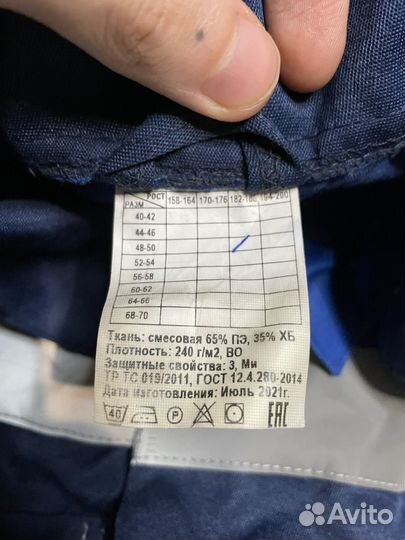 РОСТ 158-164 170-176 182-188 194-200
РАЗМ
40-42
44-46
48-50
52-54
56-58
60-62
64-66
68-70
Ткань: смесовая 65% ПЭ, 35% ХБ
Плотность: 240 г/м2, ВО
Защитные свойства: З, Ми
ТР ТС 019/2011, ГОСТ 12.4.280-2014
Дата изготовления: Июль 2021г.
40 P EAC
Avito